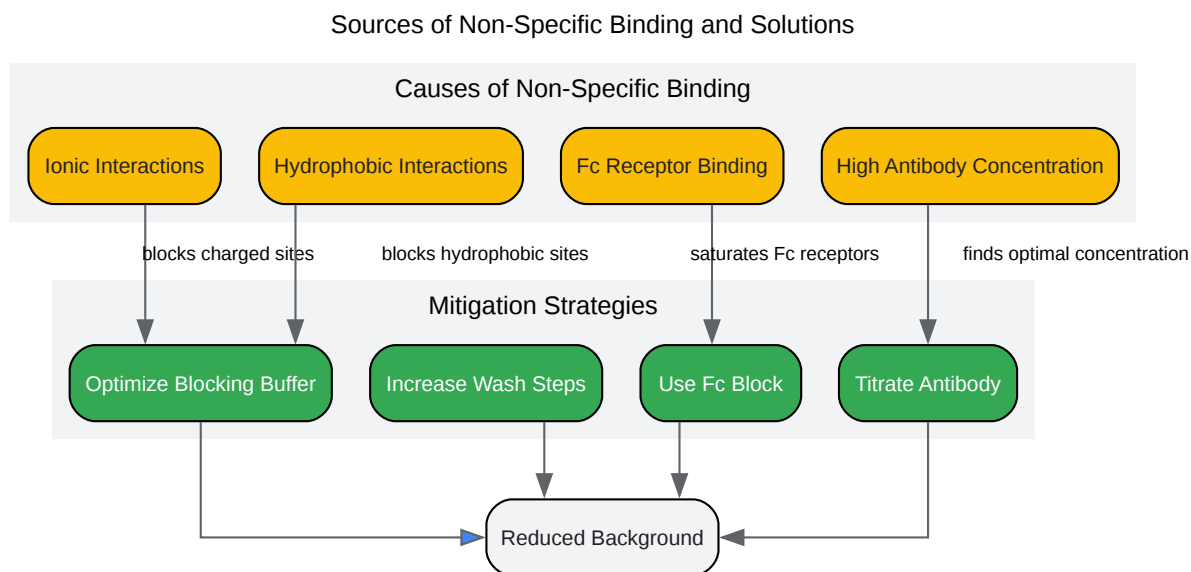 Sources of Non-Specific Binding and Solutions
Causes of Non-Specific Binding
Ionic Interactions
Hydrophobic Interactions
Fc Receptor Binding
High Antibody Concentration
blocks charged sites
blocks hydrophobic sites
saturates Fc receptors
finds optimal concentration
Mitigation Strategies
Optimize Blocking Buffer
Increase Wash Steps
Use Fc Block
Titrate Antibody
Reduced Background